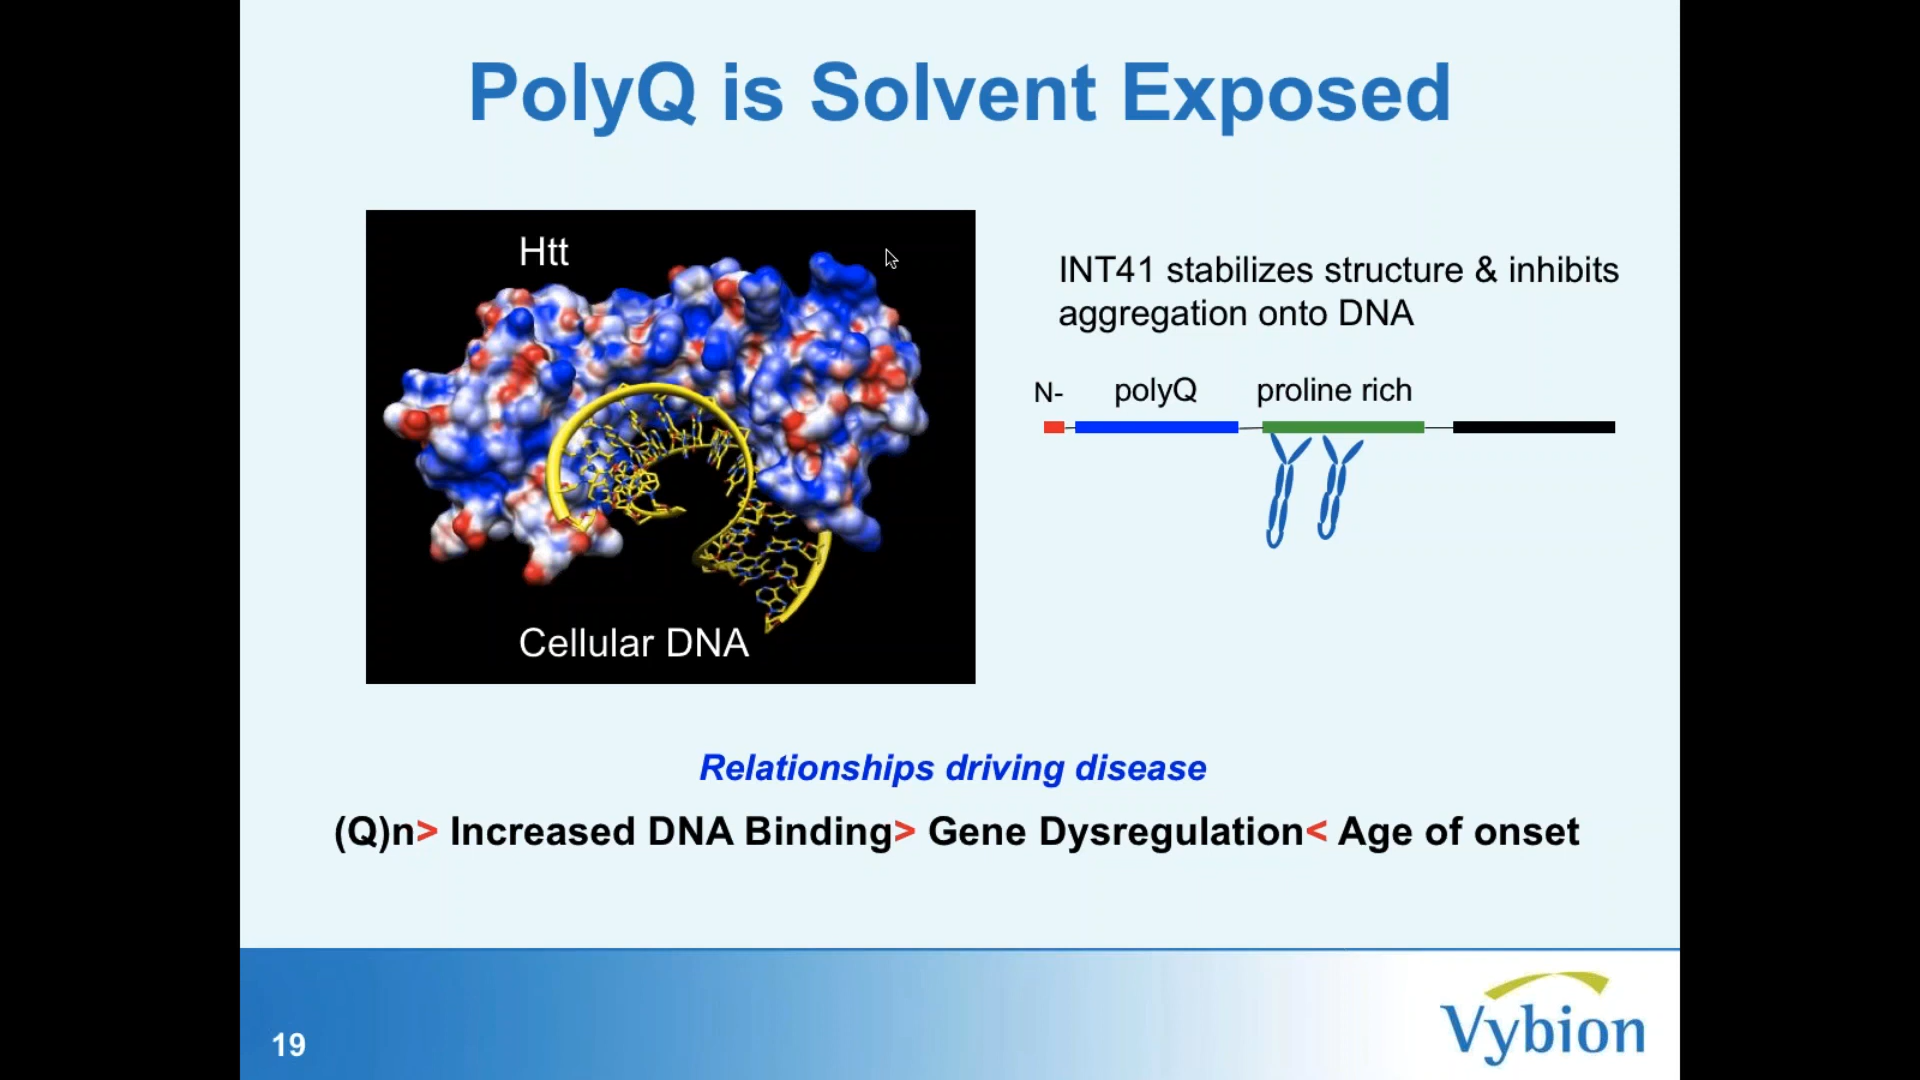 PolyQ is Solvent Exposed
Htt
Cellular DNA
INT41 stabilizes structure & inhibits
aggregation onto DNA
N-
polyQ
proline rich
Relationships driving disease
(Q)n> Increased DNA Binding> Gene Dysregulation< Age of onset
19
Vybion